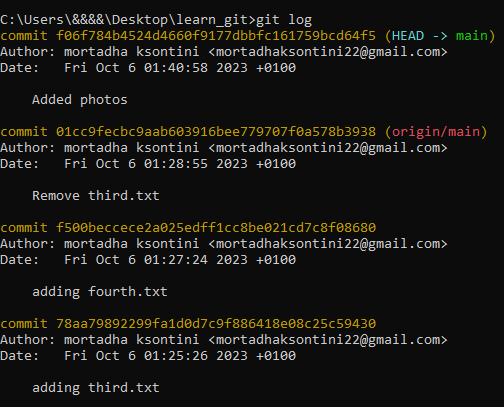 C:\Users\&&&&\Desktop\learn_git>git log
commit f06f784b4524d4660f9177dbbfc161759bcd64f5 (HEAD -> main)
Author: mortadha ksontini <mortadhaksontini22@gmail.com>
Date:   Fri Oct 6 01:40:58 2023 +0100
    Added photos
commit 01cc9fecbc9aab603916bee779707f0a578b3938 (origin/main)
Author: mortadha ksontini <mortadhaksontini22@gmail.com>
Date:   Fri Oct 6 01:28:55 2023 +0100
    Remove third.txt
commit f500beccece2a025edff1cc8be021cd7c8f08680
Author: mortadha ksontini <mortadhaksontini22@gmail.com>
Date:   Fri Oct 6 01:27:24 2023 +0100
    adding fourth.txt
commit 78aa79892299fa1d0d7c9f886418e08c25c59430
Author: mortadha ksontini <mortadhaksontini22@gmail.com>
Date:   Fri Oct 6 01:25:26 2023 +0100
    adding third.txt